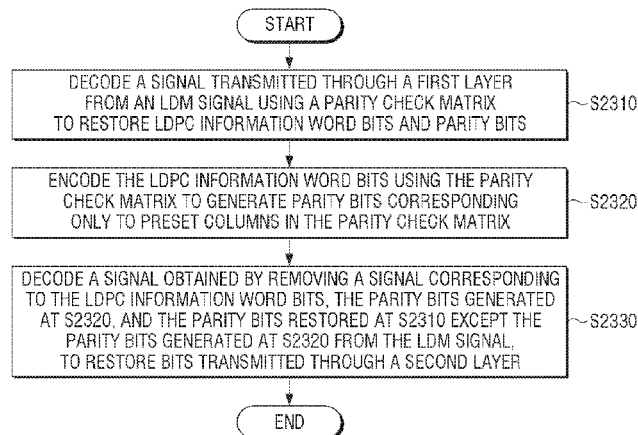 START
DECODE A SIGNAL TRANSMITTED THROUGH A FIRST LAYER
FROM AN LDM SIGNAL USING A PARITY CHECK MATRIX
TO RESTORE LDPC INFORMATION WORD BITS AND PARITY BITS
S2310
ENCODE THE LDPC INFORMATION WORD BITS USING THE PARITY
CHECK MATRIX TO GENERATE PARITY BITS CORRESPONDING
ONLY TO PRESET COLUMNS IN THE PARITY CHECK MATRIX
S2320
DECODE A SIGNAL OBTAINED BY REMOVING A SIGNAL CORRESPONDING
TO THE LDPC INFORMATION WORD BITS, THE PARITY BITS GENERATED
AT S2320, AND THE PARITY BITS RESTORED AT S2310 EXCEPT THE
PARITY BITS GENERATED AT S2320 FROM THE LDM SIGNAL,
TO RESTORE BITS TRANSMITTED THROUGH A SECOND LAYER
S2330
END